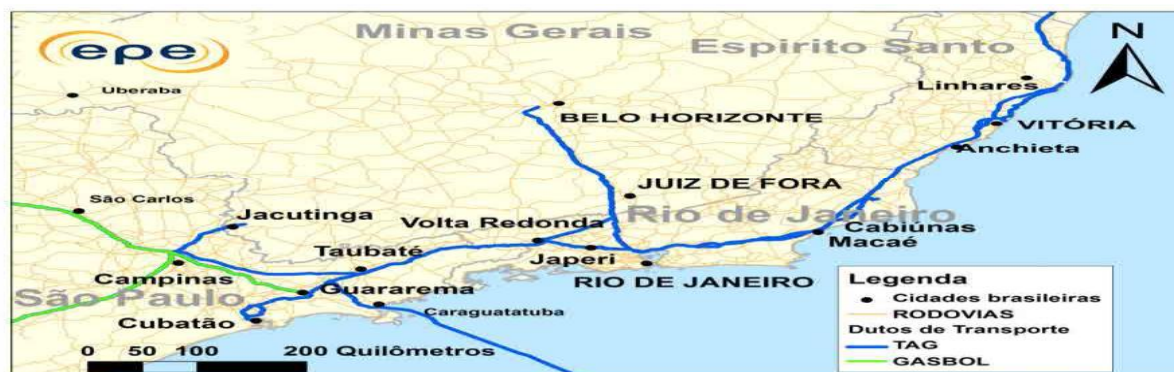 epe
Minas Gerais
Espirito Santo
N
Uberaba
Linhares
BELO HORIZONTE
VITÓRIA
Anchieta
São Carlos
JUIZ DE FORA
Jacutinga
Volta Redonda
Rio de Janeiro
Cabiúnas
Taubaté
Macaé
Japeri
Campinas
RIO DE JANEIRO
São Paulo
Guararema
Caraguatatuba
Cubatão
0 50 100 200 Quilômetros
Legenda
Cidades brasileiras
RODOVIAS
Dutos de Transporte
TAG
GASBOL